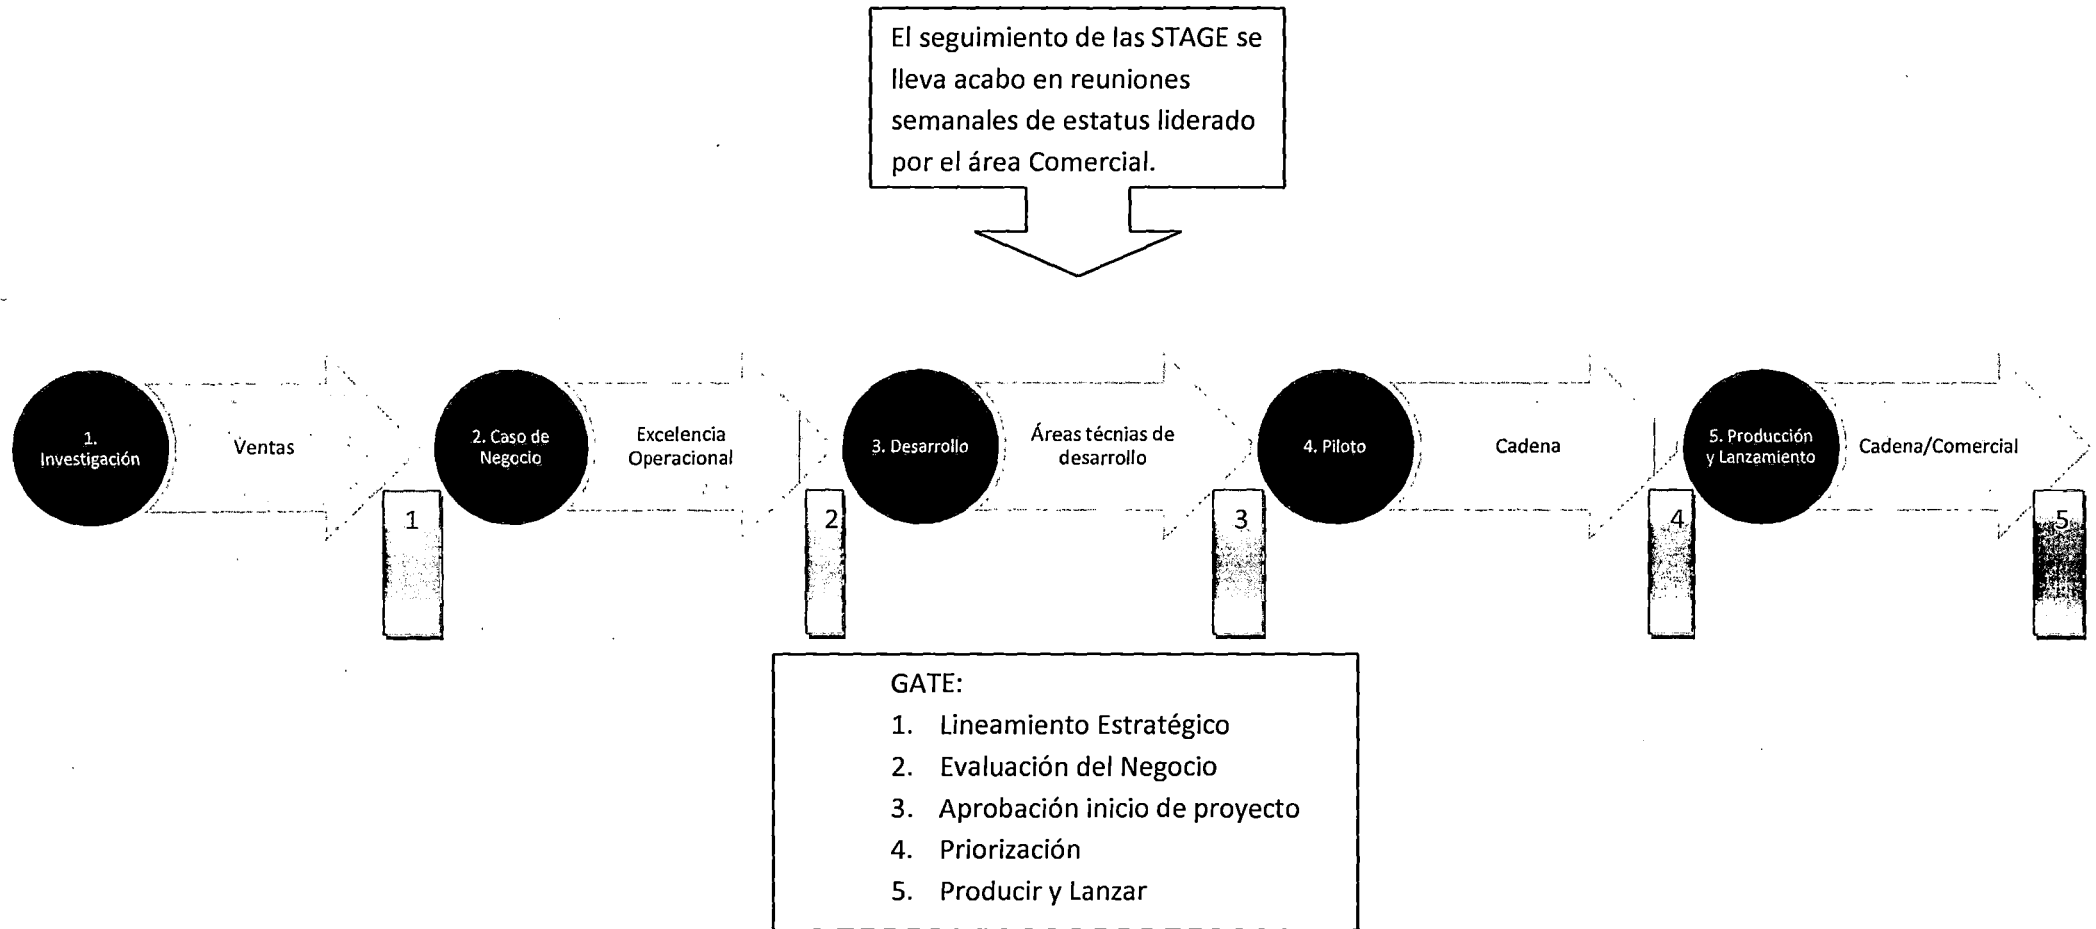 El seguimiento de las STAGE se
lleva acabo en reuniones
semanales de estatus liderado
por el área Comercial.
1.
Investigación
Ventas
2. Caso de
Negocio
Excelencia
Operacional
3. Desarrollo
Áreas técnias de
desarrollo
4. Piloto
Cadena
5. Producción
y Lanzamiento
Cadena/Comercial
1
2
3
4
5
GATE:
1. Lineamiento Estratégico
2. Evaluación del Negocio
3. Aprobación inicio de proyecto
4. Priorización
5. Producir y Lanzar